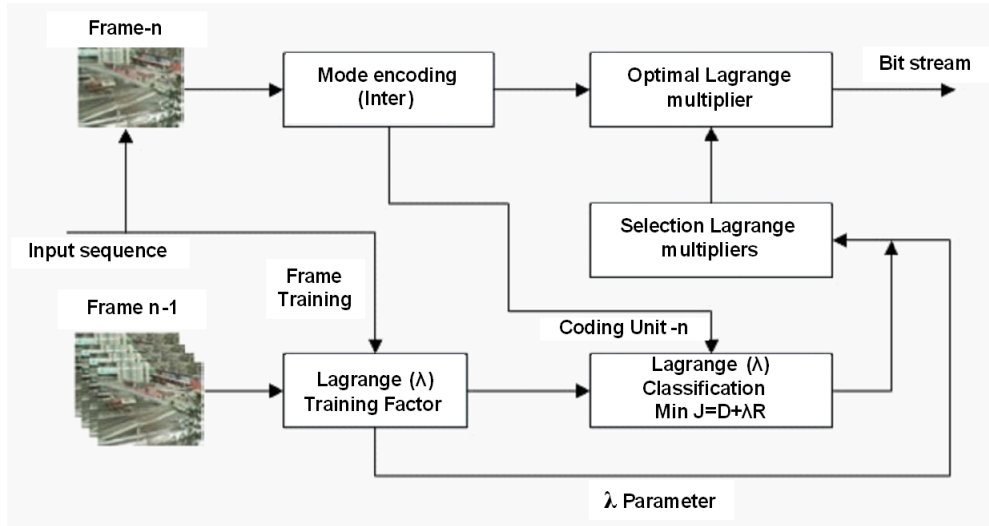 Frame-n
Mode encoding
(Inter)
Optimal Lagrange
multiplier
Bit stream
Input sequence
Selection Lagrange
multipliers
Frame
Training
Frame n-1
Coding Unit -n
Lagrange (λ)
Training Factor
Lagrange (λ)
Classification
Min J=D+λR
λ Parameter